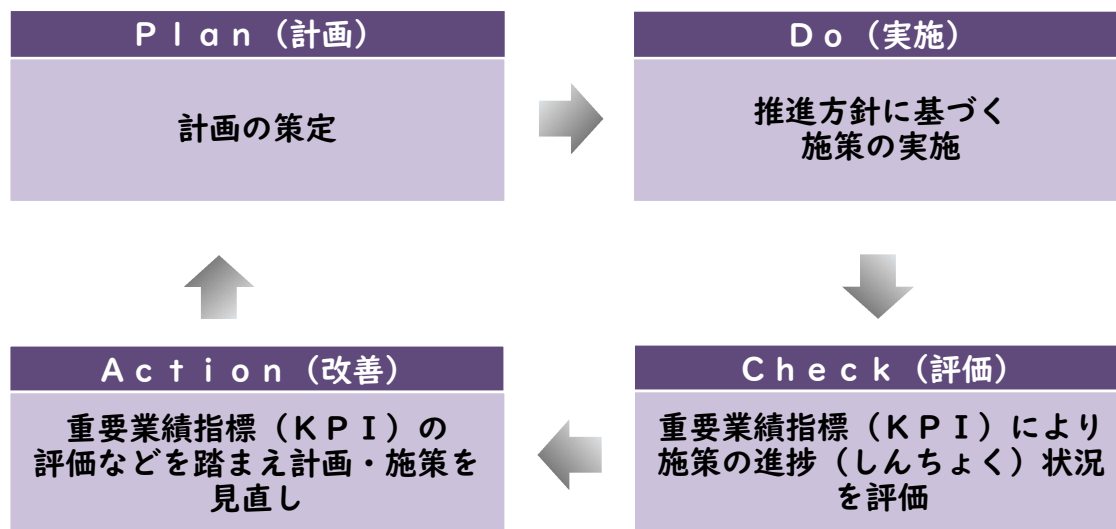 Ｐｌａｎ（計画）
計画の策定
Ｄｏ（実施）
推進方針に基づく
施策の実施
Ａｃｔｉｏｎ（改善）
重要業績指標（ＫＰＩ）の
評価などを踏まえ計画・施策を
見直し
Ｃｈｅｃｋ（評価）
重要業績指標（ＫＰＩ）により
施策の進捗（しんちょく）状況
を評価